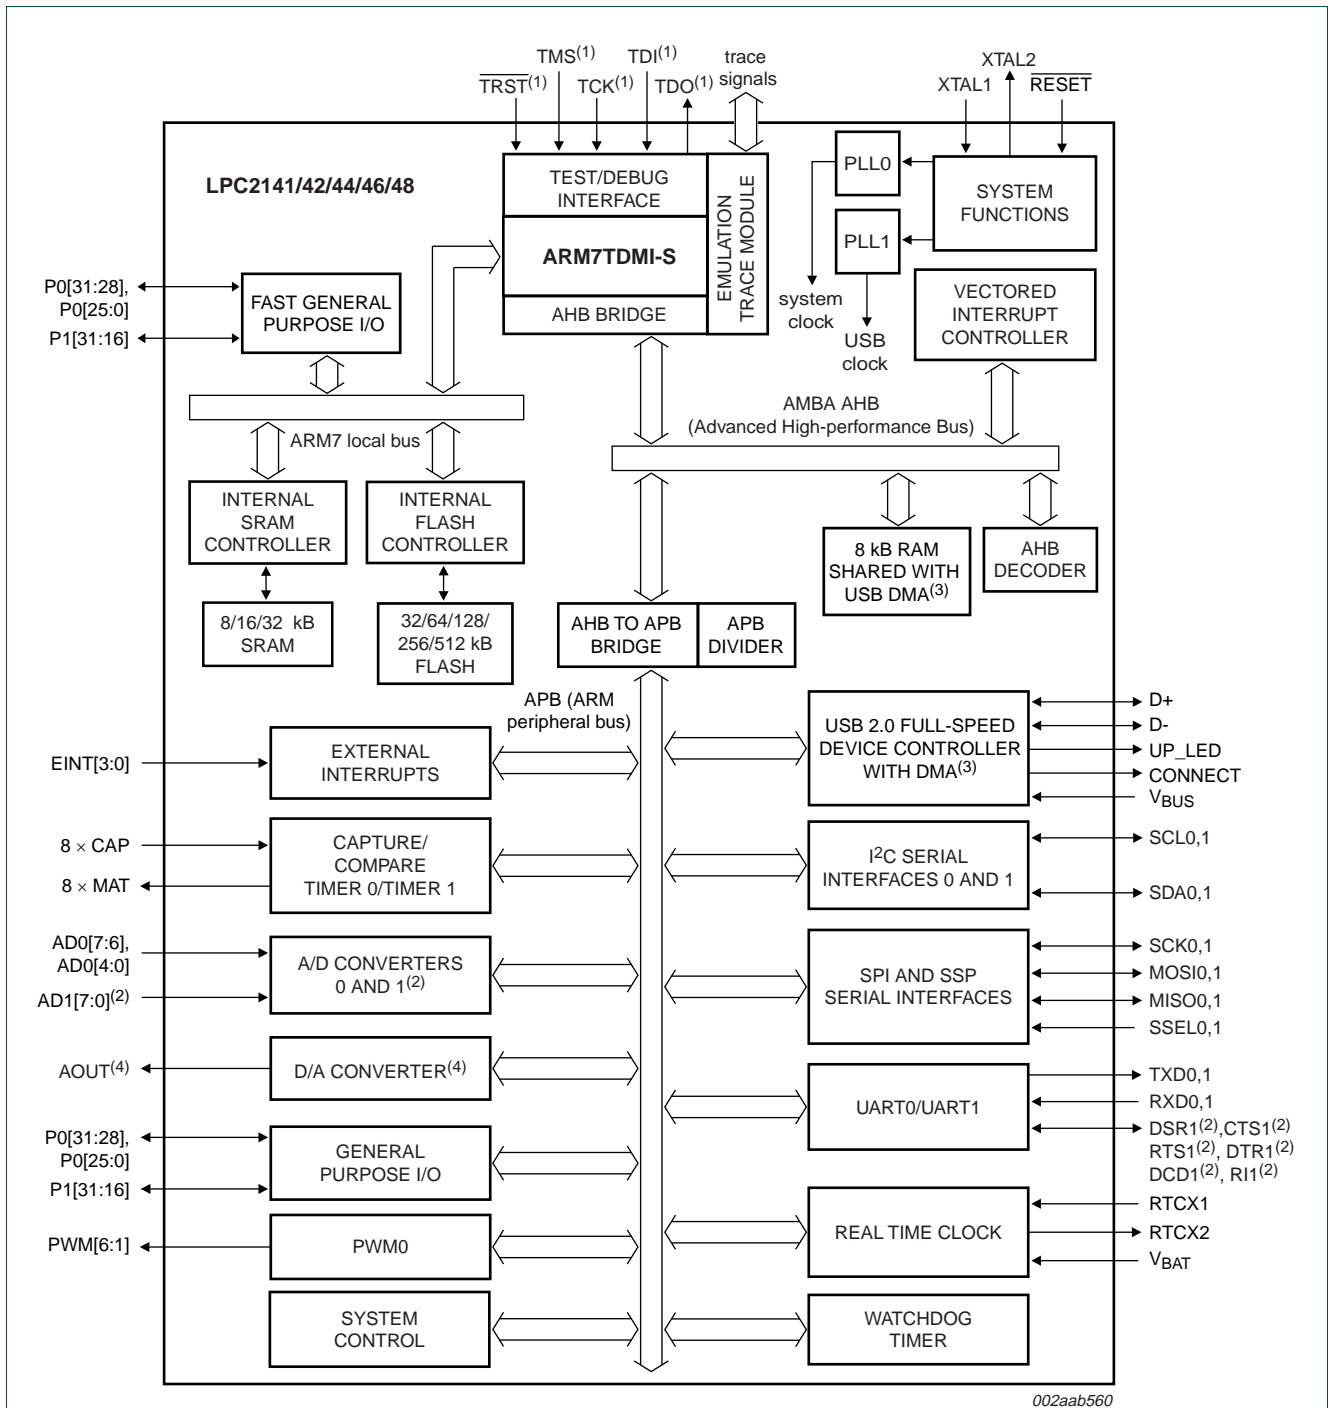 TMS(1)
TDI(1)
trace
signals
XTAL2
TRST(1)
TCK(1)
TDO(1)
XTAL1
RESET
LPC2141/42/44/46/48
TEST/DEBUG
INTERFACE
ARM7TDMI-S
AHB BRIDGE
EMULATION
TRACE MODULE
PLL0
PLL1
SYSTEM
FUNCTIONS
system
clock
USB
clock
VECTORED
INTERRUPT
CONTROLLER
P0[31:28],
P0[25:0]
P1[31:16]
FAST GENERAL
PURPOSE I/O
ARM7 local bus
AMBA AHB
(Advanced High-performance Bus)
INTERNAL
SRAM
CONTROLLER
INTERNAL
FLASH
CONTROLLER
8 kB RAM
SHARED WITH
USB DMA(3)
AHB
DECODER
8/16/32 kB
SRAM
32/64/128/
256/512 kB
FLASH
AHB TO APB
BRIDGE
APB
DIVIDER
APB (ARM
peripheral bus)
EINT[3:0]
EXTERNAL
INTERRUPTS
USB 2.0 FULL-SPEED
DEVICE CONTROLLER
WITH DMA(3)
D+
D-
UP_LED
CONNECT
VBUS
8 × CAP
8 × MAT
CAPTURE/
COMPARE
TIMER 0/TIMER 1
I2C SERIAL
INTERFACES 0 AND 1
SCL0,1
SDA0,1
AD0[7:6],
AD0[4:0]
AD1[7:0](2)
A/D CONVERTERS
0 AND 1(2)
SPI AND SSP
SERIAL INTERFACES
SCK0,1
MOSI0,1
MISO0,1
SSEL0,1
AOUT(4)
D/A CONVERTER(4)
UART0/UART1
TXD0,1
RXD0,1
DSR1(2),CTS1(2)
RTS1(2), DTR1(2)
DCD1(2), RI1(2)
P0[31:28],
P0[25:0]
P1[31:16]
GENERAL
PURPOSE I/O
REAL TIME CLOCK
RTCX1
RTCX2
VBAT
PWM[6:1]
PWM0
SYSTEM
CONTROL
WATCHDOG
TIMER
002aab560